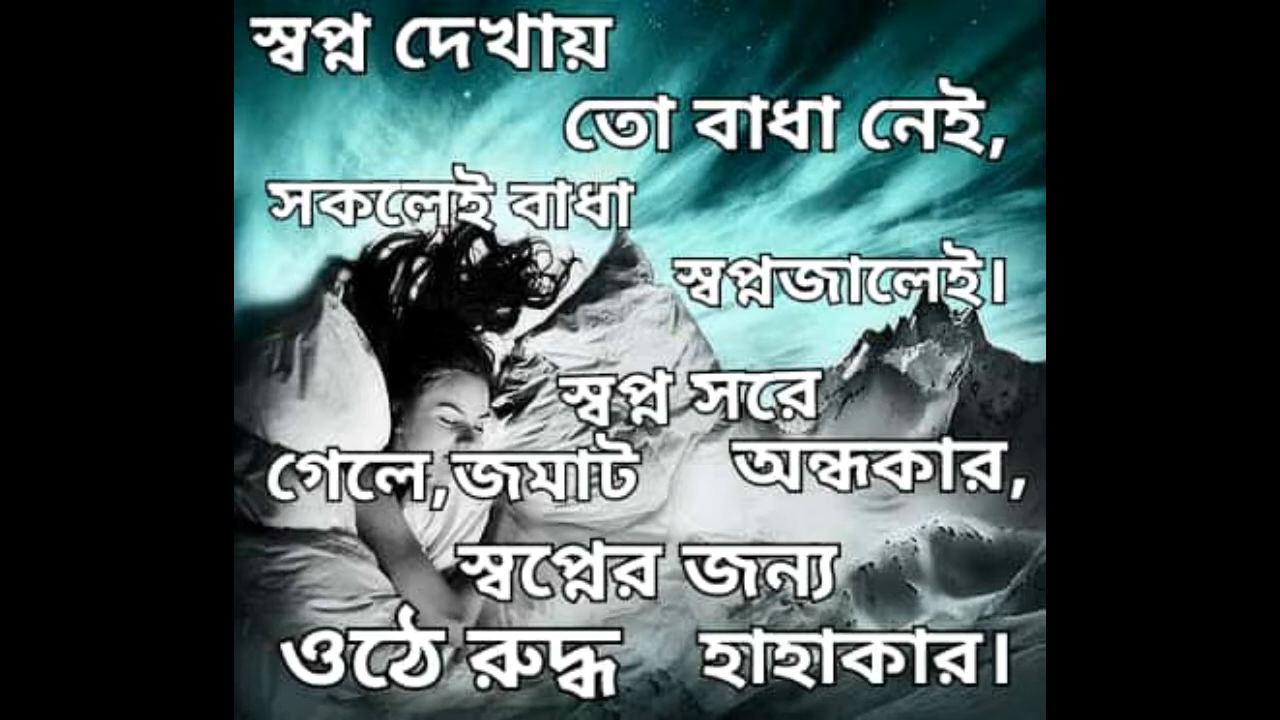 স্বপ্ন দেখায়
তো বাধা নেই,
সকলেই বাধা
স্বপ্নজালেই।
স্বপ্ন সরে
গেলে,জমাট অন্ধকার,
স্বপ্নের জন্য
ওঠে রুদ্ধ হাহাকার।